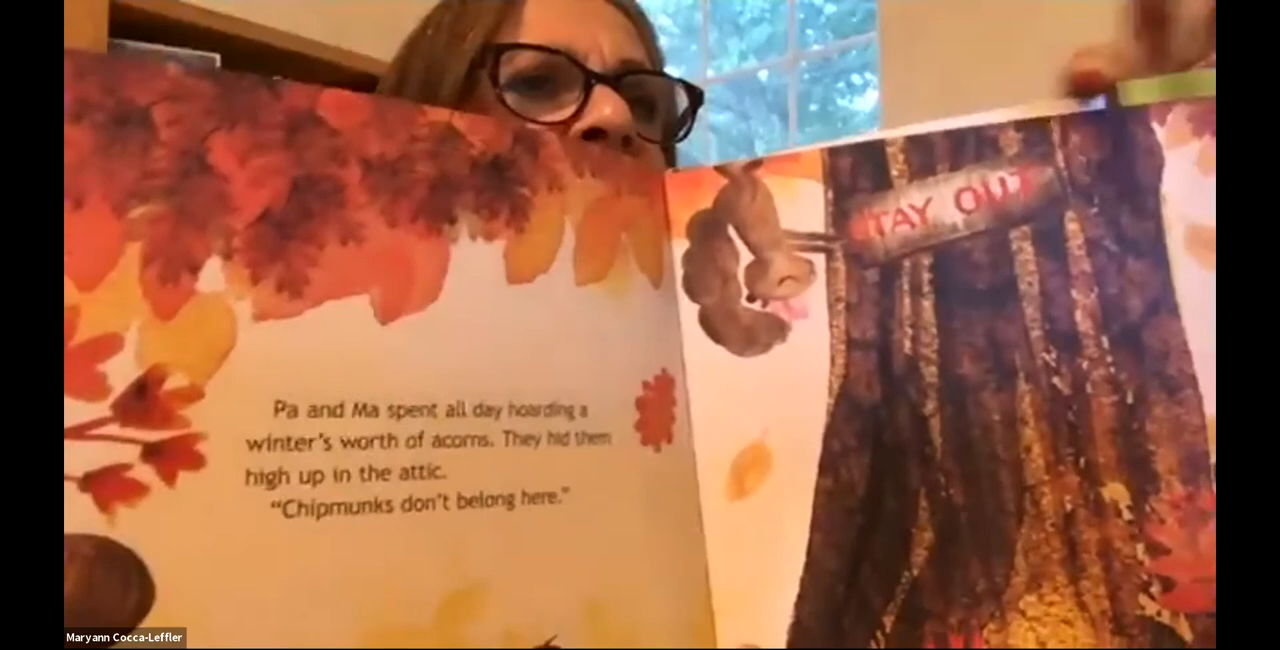 STAY OUT
Pa and Ma spent all day hoarding a
winter's worth of acorns. They hid them
high up in the attic.
"Chipmunks don't belong here."
Maryann Cocca-Leffler